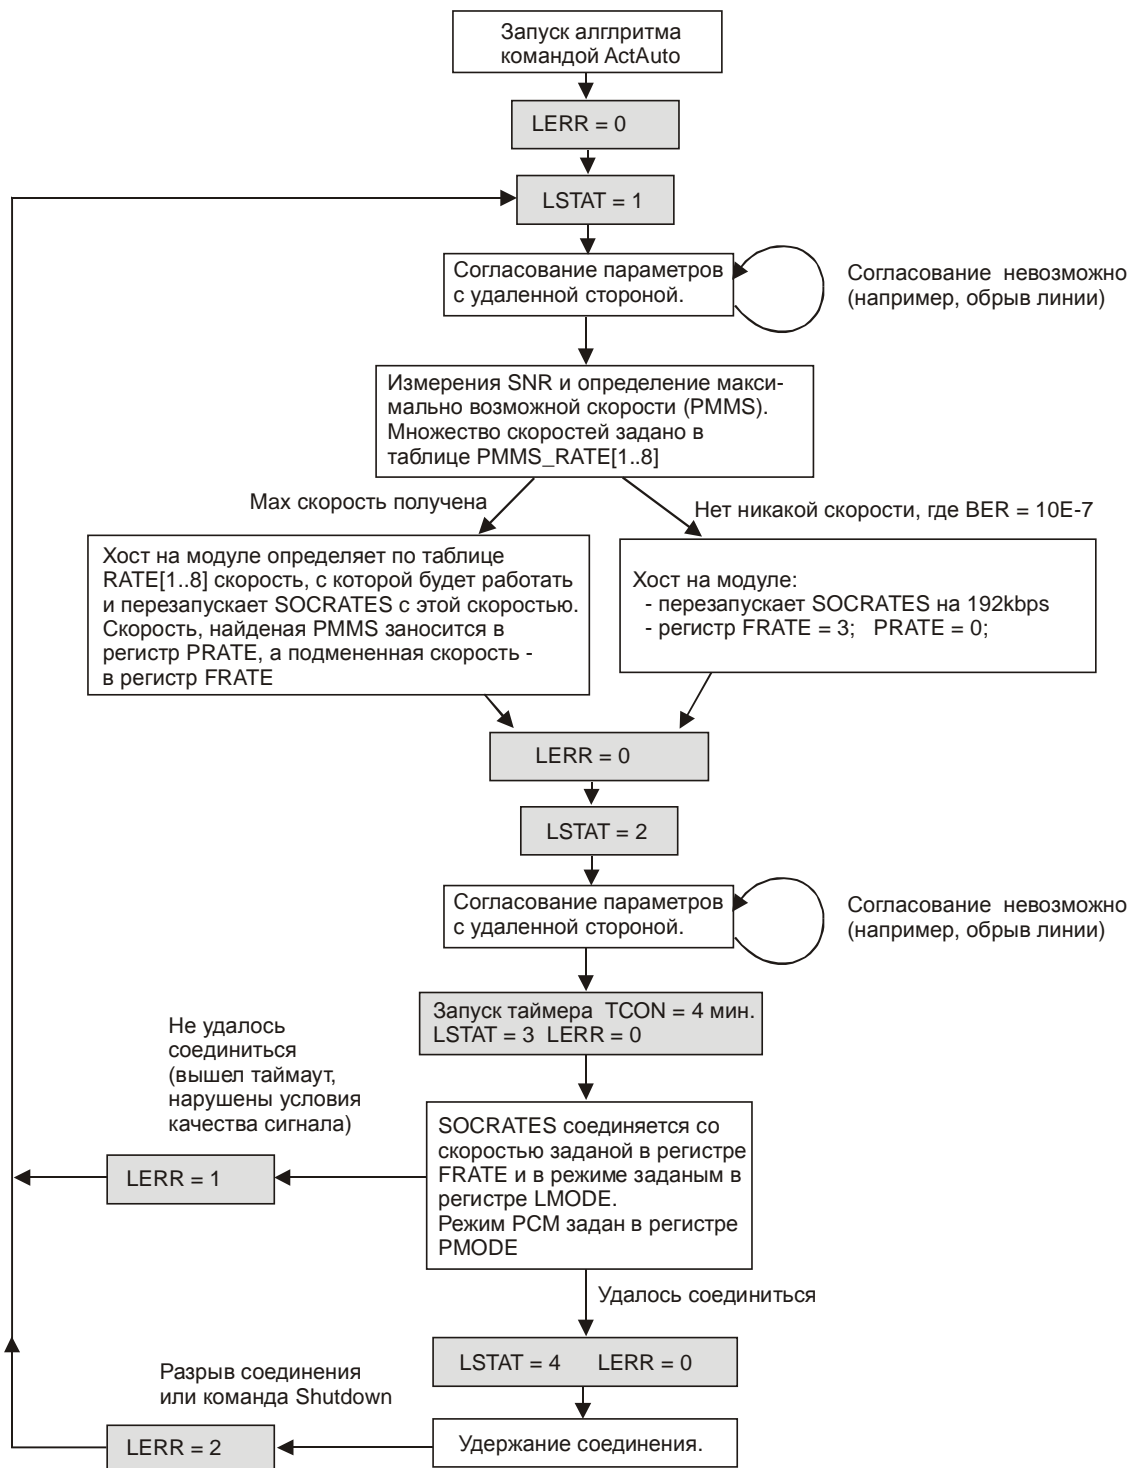 Запуск алглритма
командой ActAuto
LERR = 0
LSTAT = 1
Согласование параметров
с удаленной стороной.
Согласование невозможно
(например, обрыв линии)
Измерения SNR и определение макси-
мально возможной скорости (PMMS).
Множество скоростей задано в
таблице PMMS_RATE[1..8]
Мах скорость получена
Нет никакой скорости, где BER = 10E-7
Хост на модуле определяет по таблице
RATE[1..8] скорость, с которой будет работать
и перезапускает SOCRATES с этой скоростью.
Скорость, найденая PMMS заносится в
регистр PRATE, а подмененная скорость -
в регистр FRATE
Хост на модуле:
- перезапускает SOCRATES на 192kbps
- регистр FRATE = 3; PRATE = 0;
LERR = 0
LSTAT = 2
Согласование параметров
с удаленной стороной.
Согласование невозможно
(например, обрыв линии)
Запуск таймера TCON = 4 мин.
LSTAT = 3 LERR = 0
Не удалось
соединиться
(вышел таймаут,
нарушены условия
качества сигнала)
SOCRATES соединяется со
скоростью заданой в регистре
FRATE и в режиме заданым в
регистре LMODE.
Режим PCM задан в регистре
PMODE
LERR = 1
Удалось соединиться
LSTAT = 4 LERR = 0
Разрыв соединения
или команда Shutdown
LERR = 2
Удержание соединения.